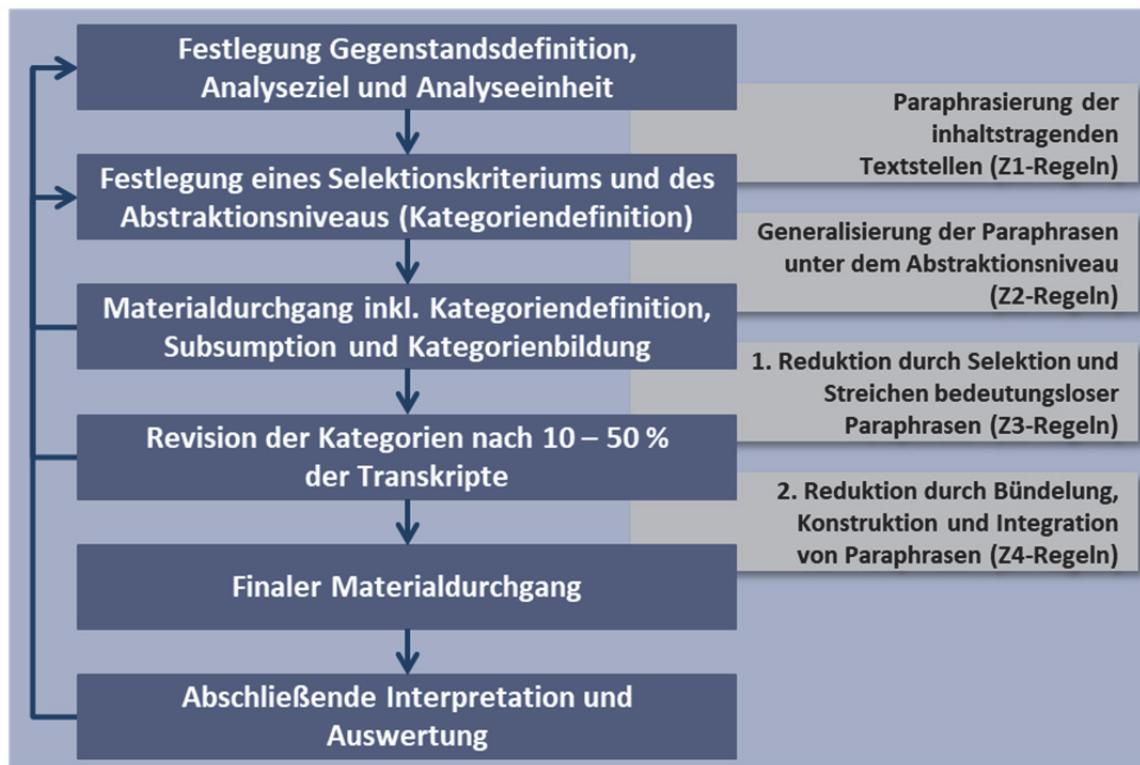 Festlegung Gegenstandsdefinition,
Analyseziel und Analyseeinheit
Paraphrasierung der
inhaltstragenden
Textstellen (Z1-Regeln)
Festlegung eines Selektionskriteriums und des
Abstraktionsniveaus (Kategoriendefinition)
Generalisierung der Paraphrasen
unter dem Abstraktionsniveau
(Z2-Regeln)
Materialdurchgang inkl. Kategoriendefinition,
Subsumption und Kategorienbildung
1. Reduktion durch Selektion und
Streichen bedeutungsloser
Paraphrasen (Z3-Regeln)
Revision der Kategorien nach 10 – 50 %
der Transkripte
2. Reduktion durch Bündelung,
Konstruktion und Integration
von Paraphrasen (Z4-Regeln)
Finaler Materialdurchgang
Abschließende Interpretation und
Auswertung